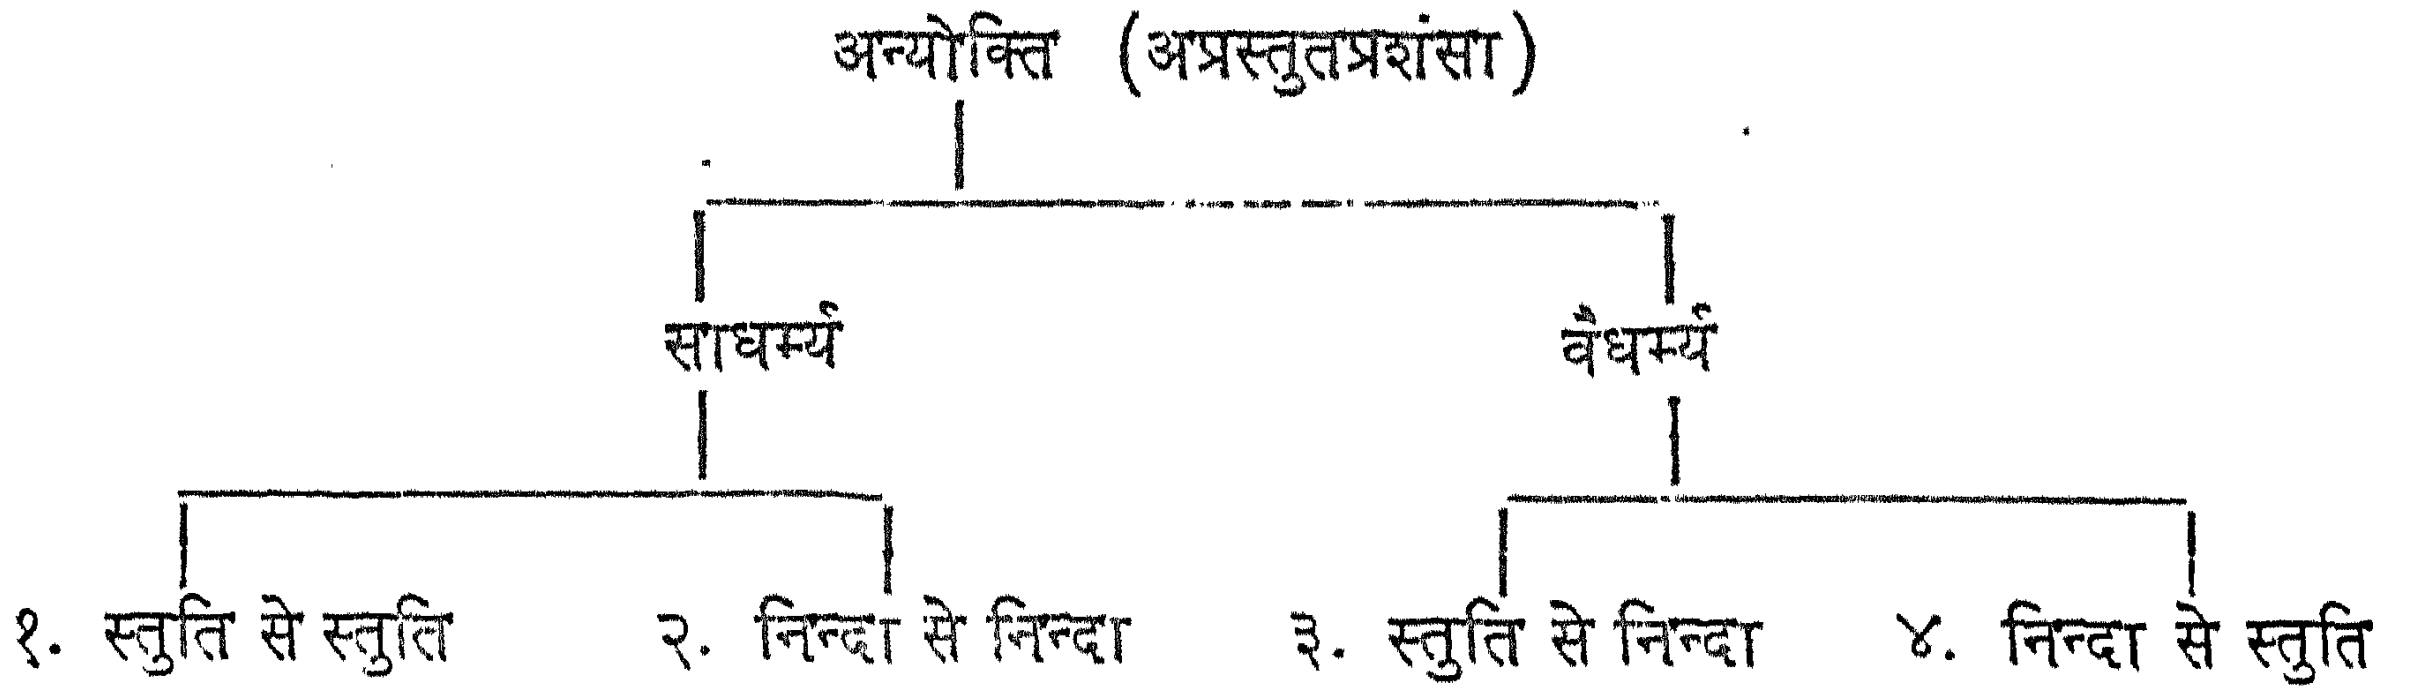 अन्योक्ति (अप्रस्तुतप्रशंसा)
साधर्म्य वैधर्म्य
१. स्तुति से स्तुति २. निन्दा से निन्दा ३. स्तुति से निन्दा ४. निन्दा से स्तुति